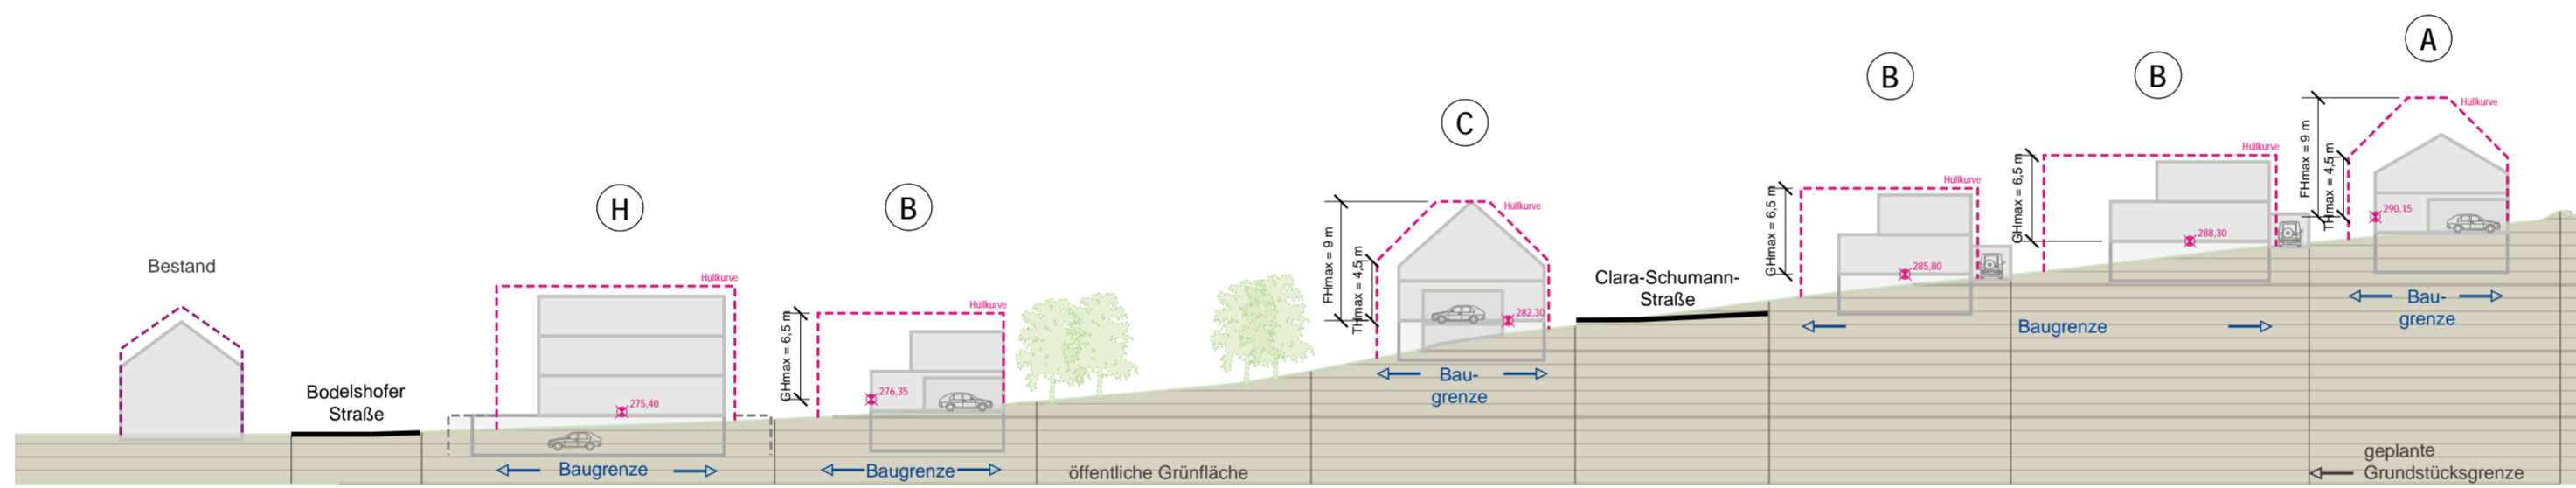 Bestand
Bodelshofer
Straße
H
Hüllkurve
275,40
Baugrenze
B
Hüllkurve
GHmax = 6,5 m
276,35
Baugrenze
öffentliche Grünfläche
C
Hüllkurve
FHmax = 9 m
THmax = 4,5 m
282,30
Bau-
grenze
Clara-Schumann-
Straße
B
Hüllkurve
GHmax = 6,5 m
285,80
B
Hüllkurve
GHmax = 6,5 m
288,30
Baugrenze
A
Hüllkurve
FHmax = 9 m
THmax = 4,5 m
290,15
Bau-
grenze
geplante
Grundstücksgrenze